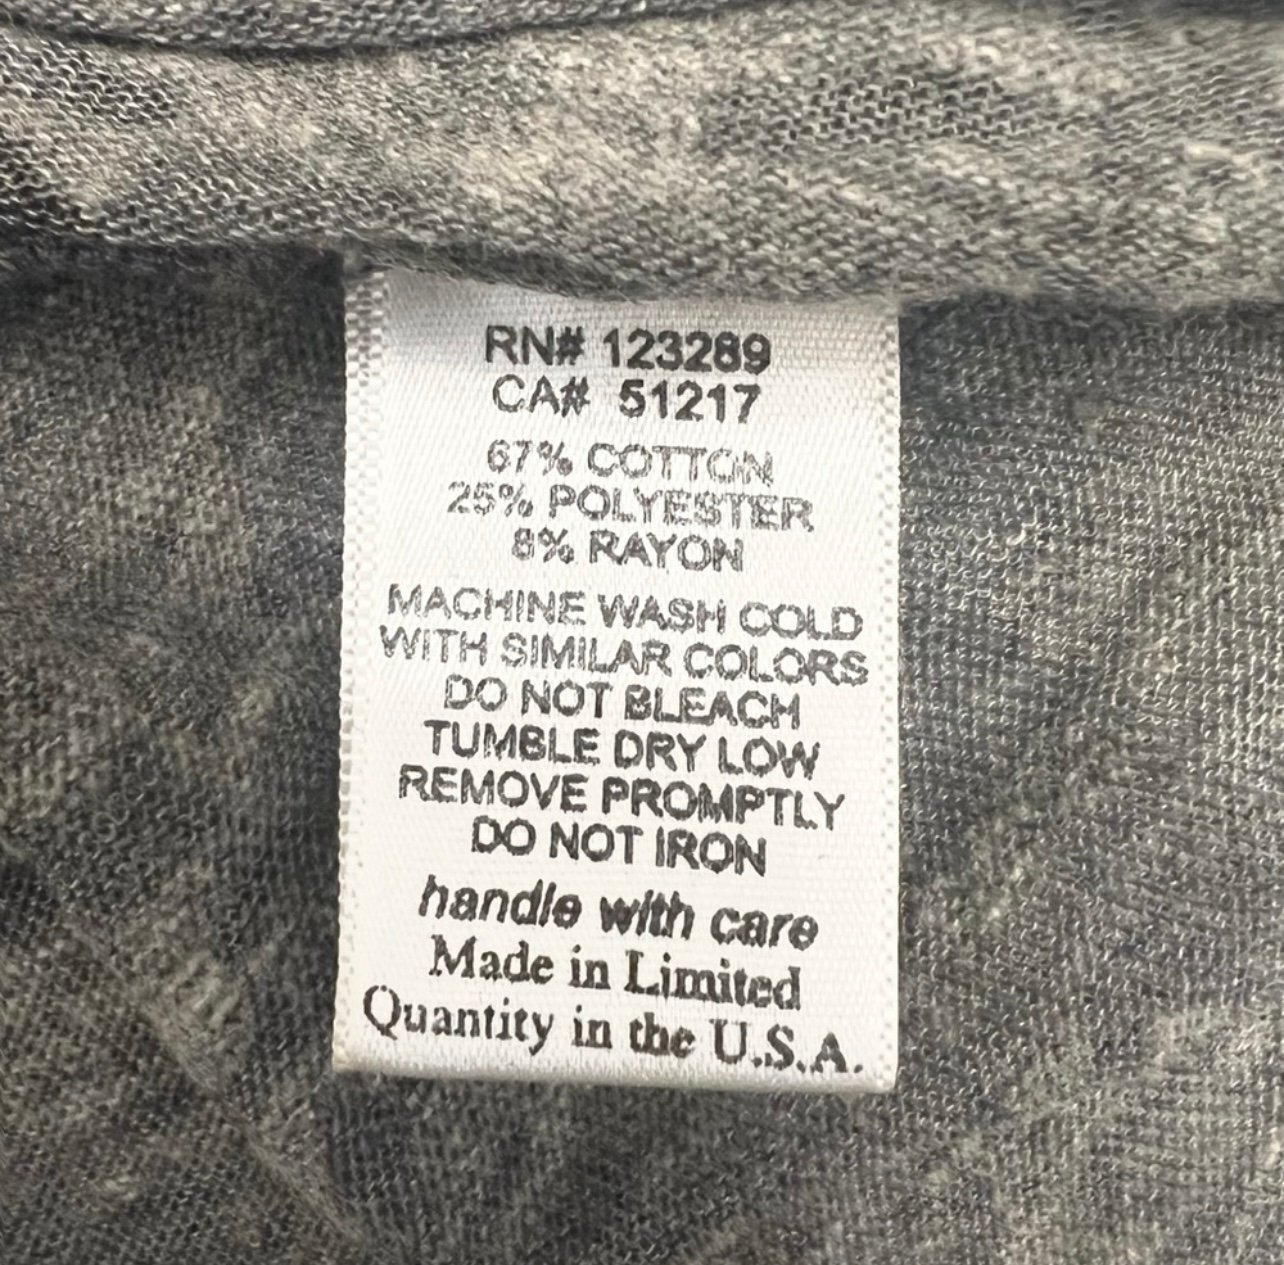 RN# 123289
CA# 51217
67% COTTON
25% POLYESTER
8% RAYON
MACHINE WASH COLD
WITH SIMILAR COLORS
DO NOT BLEACH
TUMBLE DRY LOW
REMOVE PROMPTLY
DO NOT IRON
handle with care
Made in Limited
Quantity in the U.S.A.